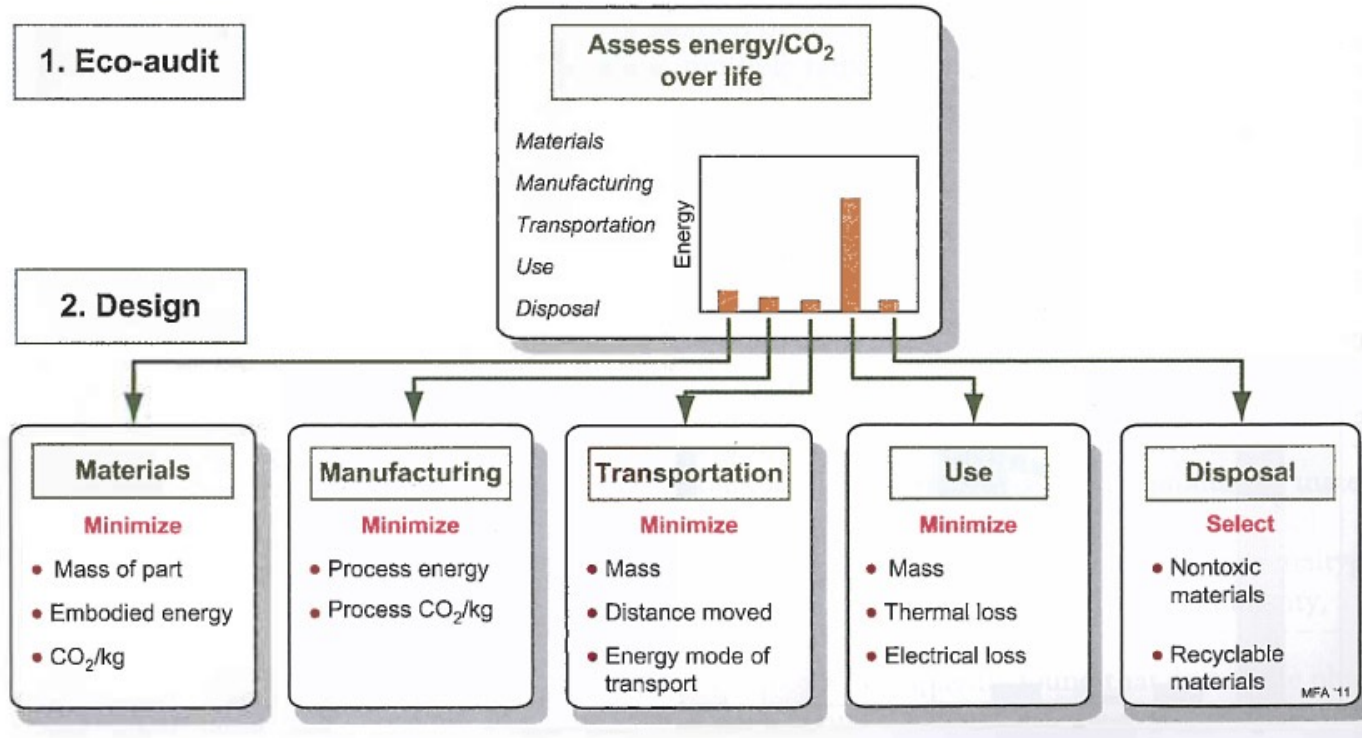 1. Eco-audit
Assess energy/CO₂
over life
Materials
Manufacturing
Transportation
Use
Disposal
Energy
2. Design
Materials
Minimize
• Mass of part
• Embodied energy
• CO₂/kg
Manufacturing
Minimize
• Process energy
• Process CO₂/kg
Transportation
Minimize
• Mass
• Distance moved
• Energy mode of
transport
Use
Minimize
• Mass
• Thermal loss
• Electrical loss
Disposal
Select
• Nontoxic
materials
• Recyclable
materials
MFA '11